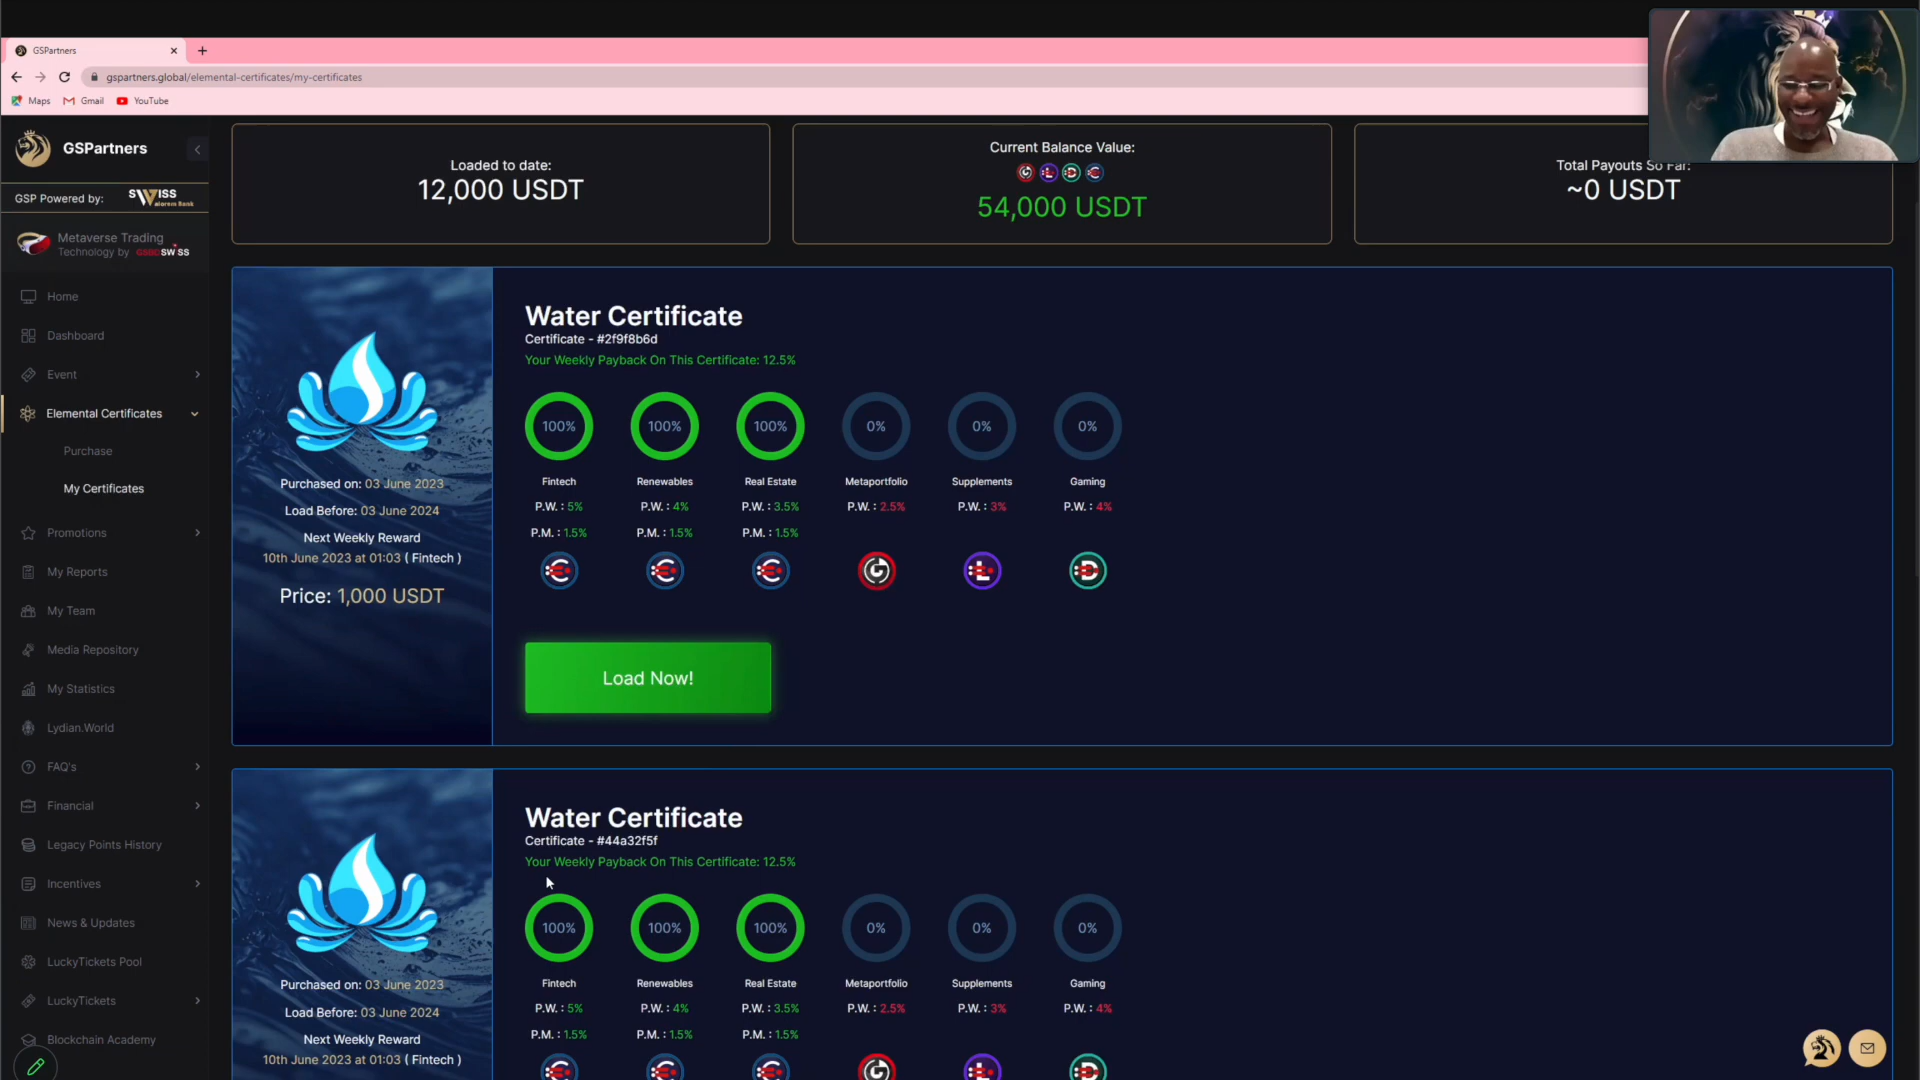 GSPartners
gspartners.global/elemental-certificates/my-certificates
Maps
Gmail
YouTube
GSPartners
GSP Powered by:
SWISS
Valorem Bank
Metaverse Trading
Technology by GSBDSWISS
Home
Dashboard
Event
Elemental Certificates
Purchase
My Certificates
Promotions
My Reports
My Team
Media Repository
My Statistics
Lydian.World
FAQ's
Financial
Legacy Points History
Incentives
News & Updates
LuckyTickets Pool
LuckyTickets
Blockchain Academy
Loaded to date:
12,000 USDT
Current Balance Value:
54,000 USDT
Total Payouts So Far:
~0 USDT
Purchased on: 03 June 2023
Load Before: 03 June 2024
Next Weekly Reward
10th June 2023 at 01:03 ( Fintech )
Price: 1,000 USDT
Water Certificate
Certificate - #2f9f8b6d
Your Weekly Payback On This Certificate: 12.5%
100% 100% 100% 0% 0% 0%
Fintech Renewables Real Estate Metaportfolio Supplements Gaming
P.W. : 5% P.W. : 4% P.W. : 3.5% P.W. : 2.5% P.W. : 3% P.W. : 4%
P.M. : 1.5% P.M. : 1.5% P.M. : 1.5%
Load Now!
Purchased on: 03 June 2023
Load Before: 03 June 2024
Next Weekly Reward
10th June 2023 at 01:03 ( Fintech )
Water Certificate
Certificate - #44a32f5f
Your Weekly Payback On This Certificate: 12.5%
100% 100% 100% 0% 0% 0%
Fintech Renewables Real Estate Metaportfolio Supplements Gaming
P.W. : 5% P.W. : 4% P.W. : 3.5% P.W. : 2.5% P.W. : 3% P.W. : 4%
P.M. : 1.5% P.M. : 1.5% P.M. : 1.5%